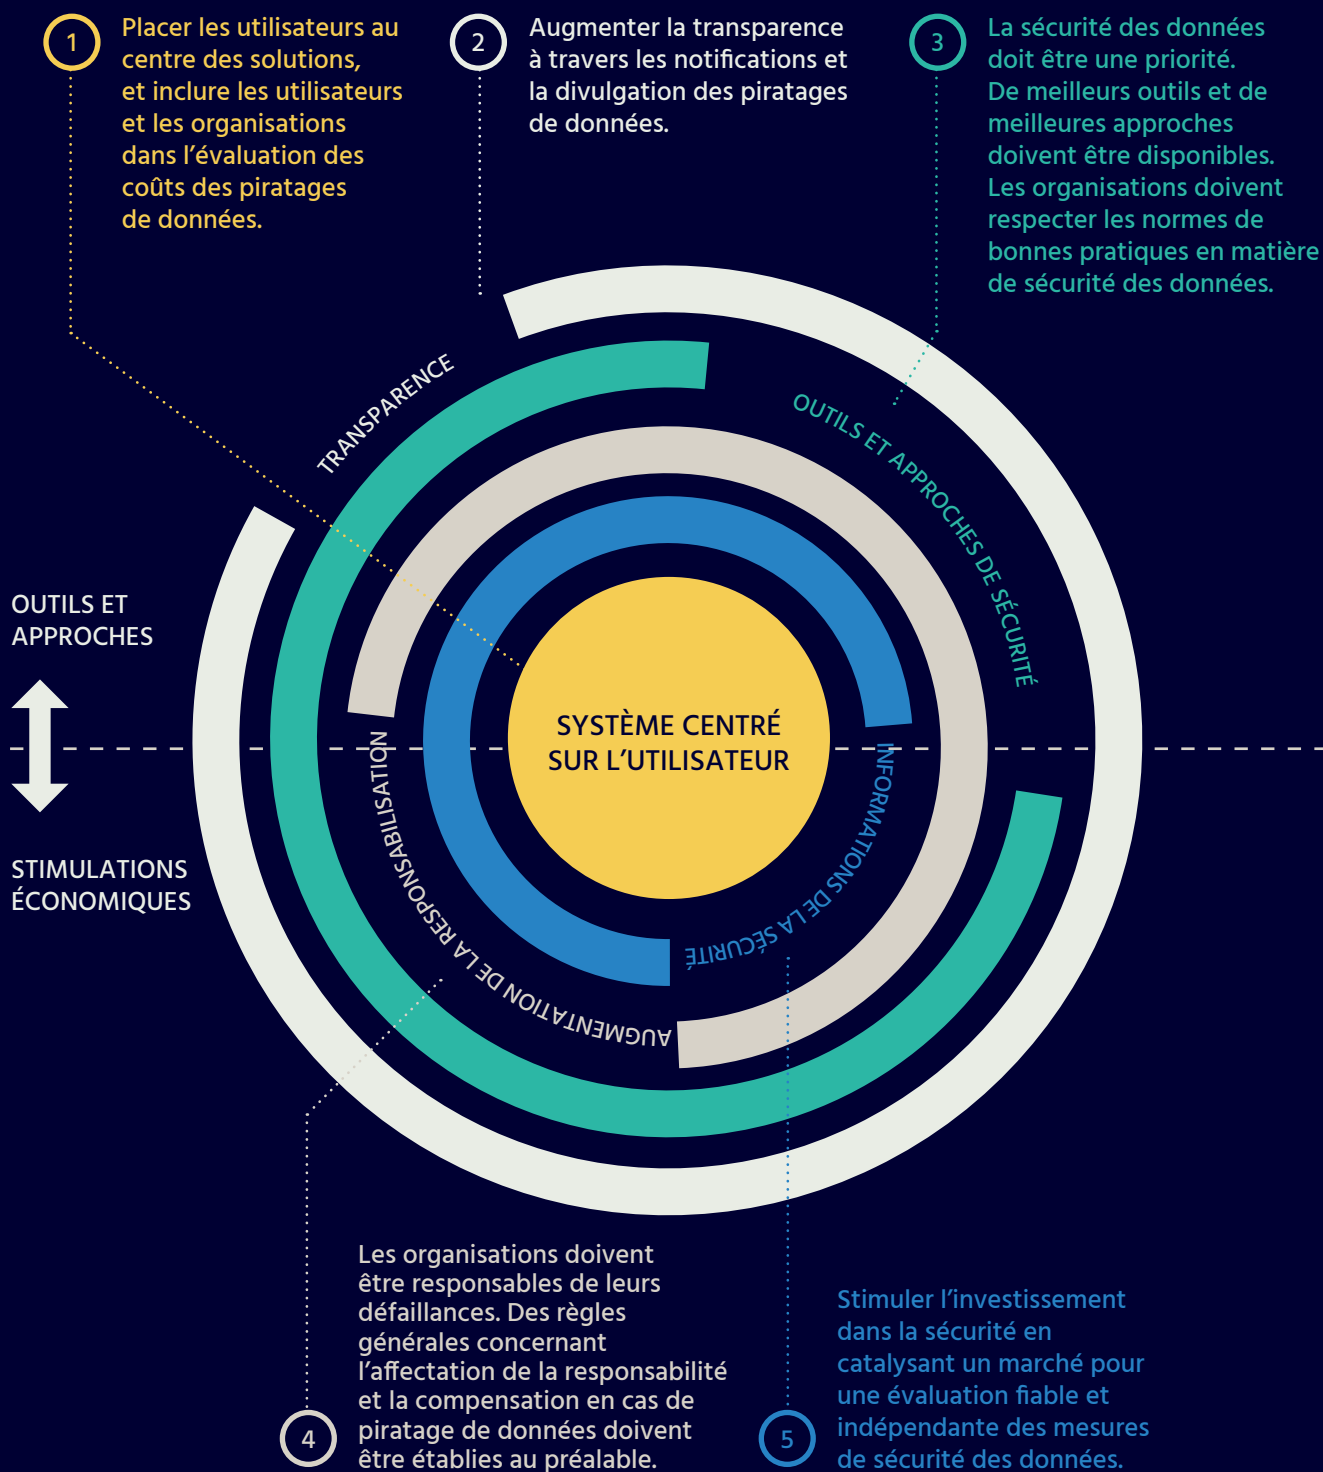 1
Placer les utilisateurs au
centre des solutions,
et inclure les utilisateurs
et les organisations
dans l’évaluation des
coûts des piratages
de données.
2
Augmenter la transparence
à travers les notifications et
la divulgation des piratages
de données.
3
La sécurité des données
doit être une priorité.
De meilleurs outils et de
meilleures approches
doivent être disponibles.
Les organisations doivent
respecter les normes de
bonnes pratiques en matière
de sécurité des données.
TRANSPARENCE
OUTILS ET APPROCHES DE SÉCURITÉ
OUTILS ET
APPROCHES
SYSTÈME CENTRÉ
SUR L’UTILISATEUR
STIMULATIONS
ÉCONOMIQUES
AUGMENTATION DE LA RESPONSABILISATION
INFORMATIONS DE LA SÉCURITÉ
4
Les organisations doivent
être responsables de leurs
défaillances. Des règles
générales concernant
l’affectation de la responsabilité
et la compensation en cas de
piratage de données doivent
être établies au préalable.
5
Stimuler l’investissement
dans la sécurité en
catalysant un marché pour
une évaluation fiable et
indépendante des mesures
de sécurité des données.